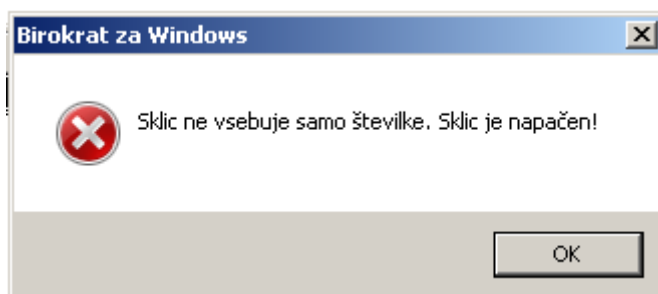 Birokrat za Windows
Sklic ne vsebuje samo številke. Sklic je napačen!
OK